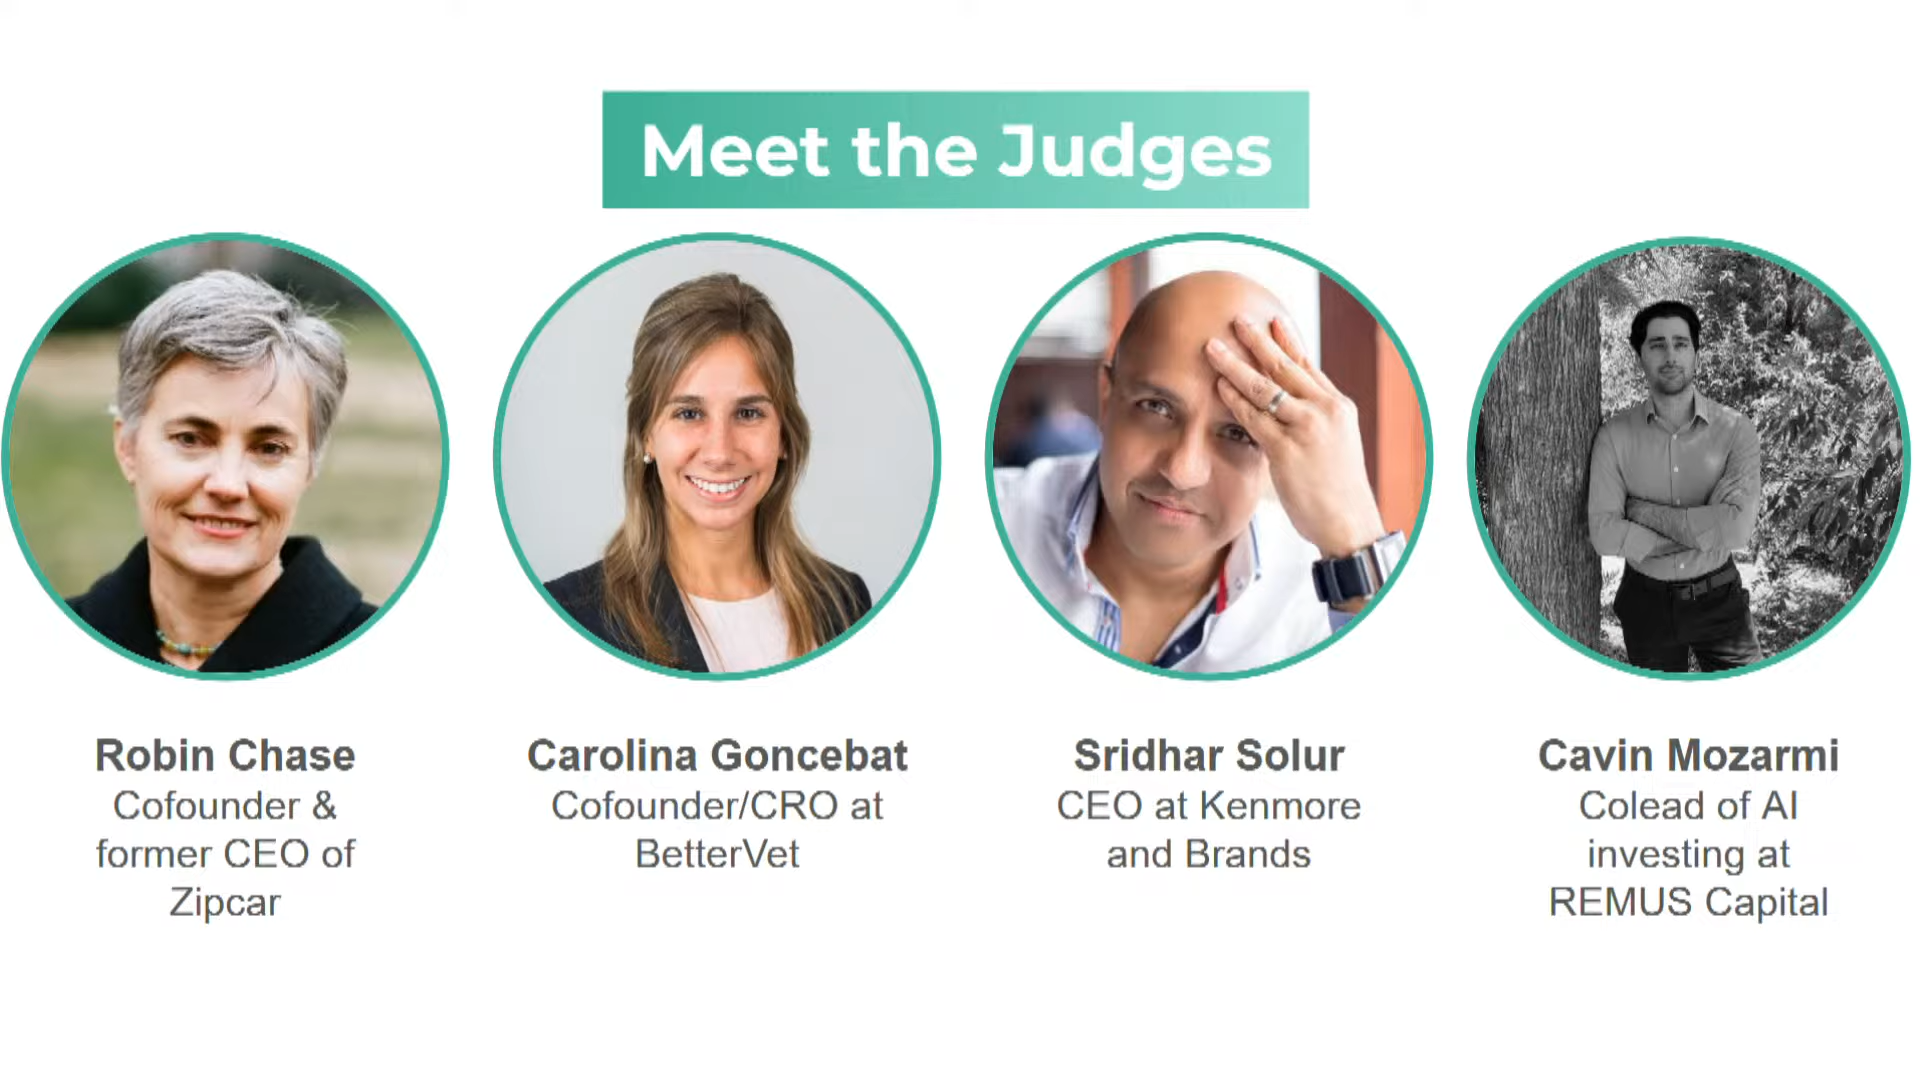 Meet the Judges
Robin Chase
Cofounder &
former CEO of
Zipcar
Carolina Goncebat
Cofounder/CRO at
BetterVet
Sridhar Solur
CEO at Kenmore
and Brands
Cavin Mozarmi
Colead of AI
investing at
REMUS Capital